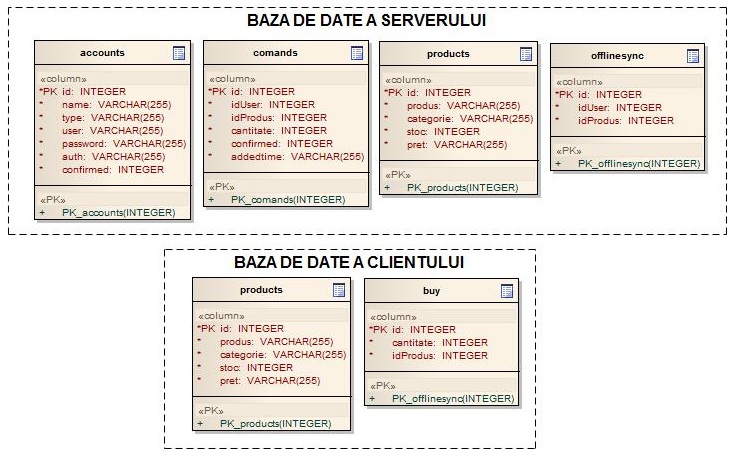 BAZA DE DATE A SERVERULUI
accounts
«column»
*PK id: INTEGER
* name: VARCHAR(255)
* type: VARCHAR(255)
* user: VARCHAR(255)
* password: VARCHAR(255)
* auth: VARCHAR(255)
* confirmed: INTEGER
«PK»
+ PK_accounts(INTEGER)
comands
«column»
*PK id: INTEGER
* idUser: INTEGER
* idProdus: INTEGER
* cantitate: INTEGER
* confirmed: INTEGER
* addedtime: INTEGER
«PK»
+ PK_comands(INTEGER)
products
«column»
*PK id: INTEGER
* produs: VARCHAR(255)
* categorie: VARCHAR(255)
* stoc: INTEGER
* pret: VARCHAR(255)
«PK»
+ PK_products(INTEGER)
offlinesync
«column»
*PK id: INTEGER
* idUser: INTEGER
* idProdus: INTEGER
«PK»
+ PK_offlinesync(INTEGER)
BAZA DE DATE A CLIENTULUI
products
«column»
*PK id: INTEGER
* produs: VARCHAR(255)
* categorie: VARCHAR(255)
* stoc: INTEGER
* pret: VARCHAR(255)
«PK»
+ PK_products(INTEGER)
buy
«column»
*PK id: INTEGER
* cantitate: INTEGER
* idProdus: INTEGER
«PK»
+ PK_offlinesync(INTEGER)